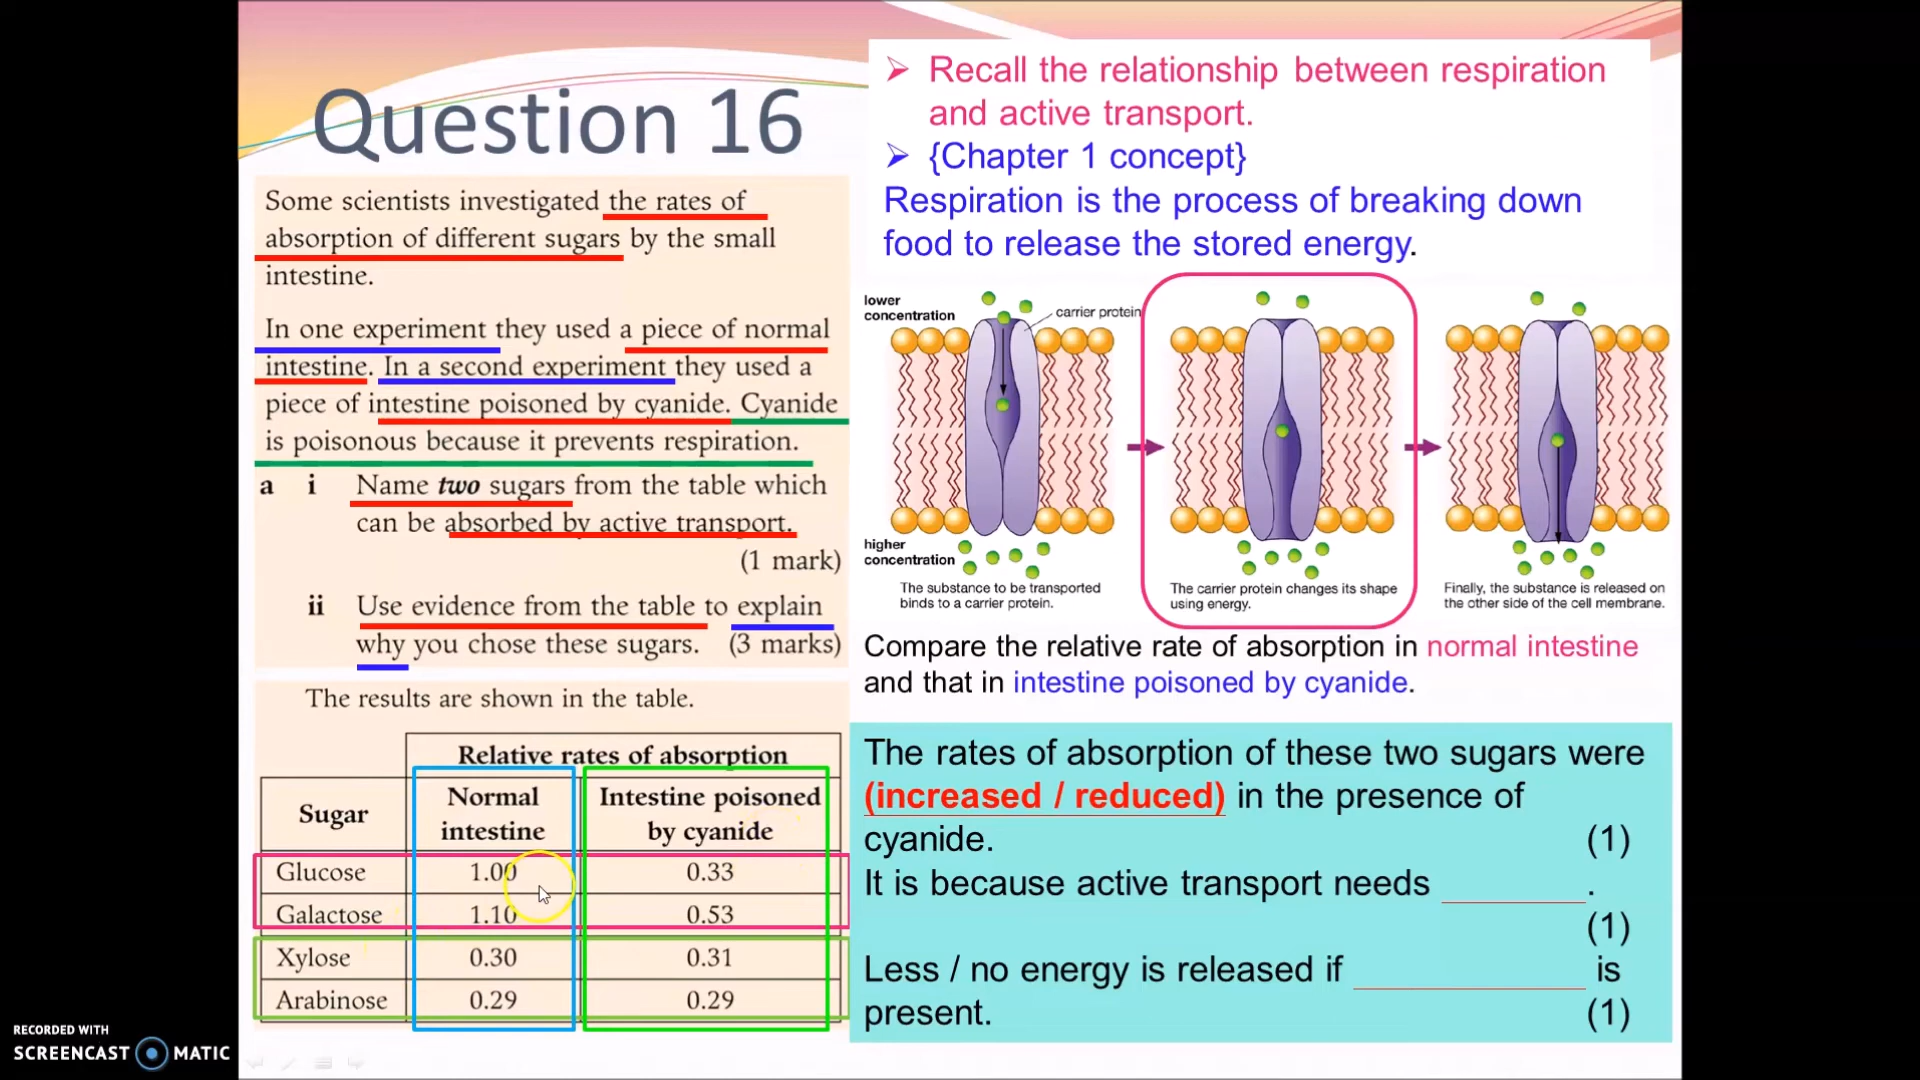 Question 16
Some scientists investigated the rates of
absorption of different sugars by the small
intestine.
In one experiment they used a piece of normal
intestine. In a second experiment they used a
piece of intestine poisoned by cyanide. Cyanide
is poisonous because it prevents respiration.
a i Name two sugars from the table which
can be absorbed by active transport.
(1 mark)
ii Use evidence from the table to explain
why you chose these sugars. (3 marks)
The results are shown in the table.
Relative rates of absorption
Sugar Normal intestine Intestine poisoned by cyanide
Glucose 1.00 0.33
Galactose 1.10 0.53
Xylose 0.30 0.31
Arabinose 0.29 0.29
➢ Recall the relationship between respiration
and active transport.
➢ {Chapter 1 concept}
Respiration is the process of breaking down
food to release the stored energy.
lower
concentration
carrier protein
higher
concentration
The substance to be transported
binds to a carrier protein.
The carrier protein changes its shape
using energy.
Finally, the substance is released on
the other side of the cell membrane.
Compare the relative rate of absorption in normal intestine
and that in intestine poisoned by cyanide.
The rates of absorption of these two sugars were
(increased / reduced) in the presence of
cyanide. (1)
It is because active transport needs ________.
(1)
Less / no energy is released if _____________ is
present. (1)
RECORDED WITH
SCREENCAST MATIC